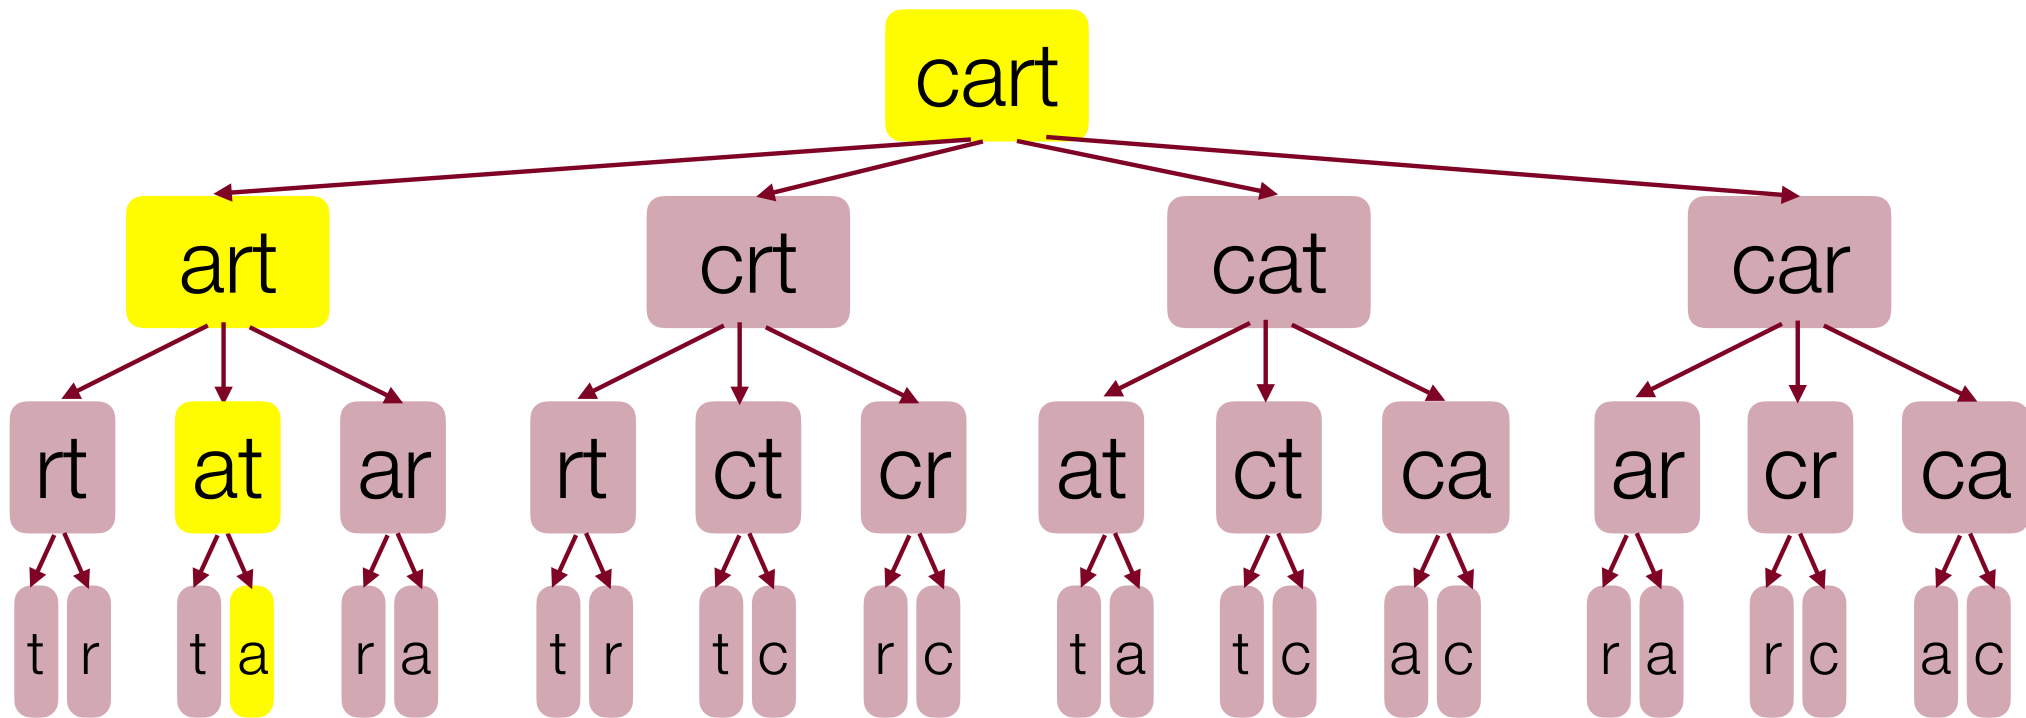 cart
art crt cat car
rt at ar rt ct cr at ct ca ar cr ca
t r t a r a t r t c r c t a t c a c r a r c a c